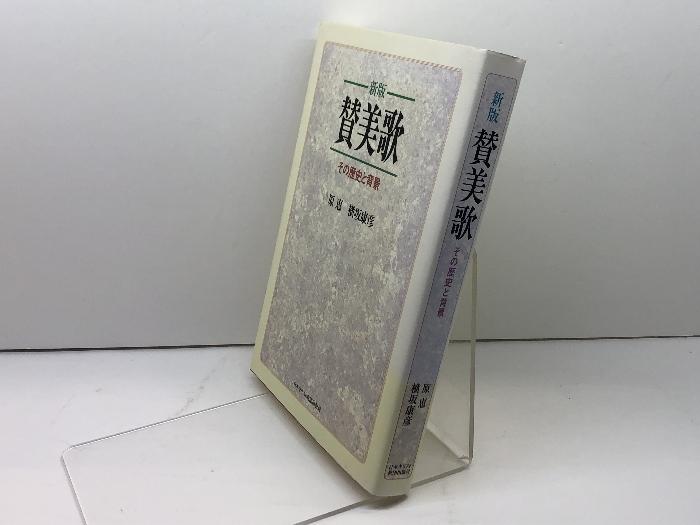 新版
賛美歌
その歴史と背景
原 恵 横坂康彦
新版
賛美歌
その歴史と背景
原 恵
横坂康彦